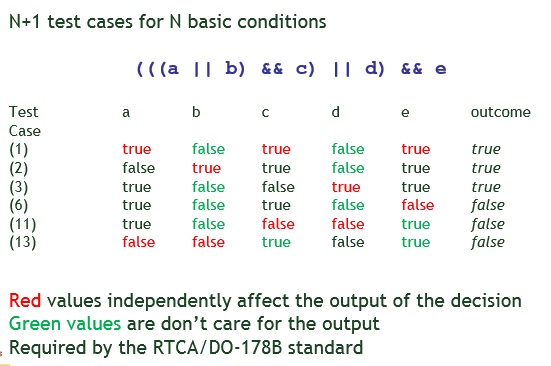 N+1 test cases for N basic conditions
(((a || b) && c) || d) && e
Test Case a b c d e outcome
(1) true false true false true true
(2) false true true false true true
(3) true false false true true true
(6) true false true false false false
(11) true false false false true false
(13) false false true false true false
Red values independently affect the output of the decision
Green values are don't care for the output
Required by the RTCA/DO-178B standard